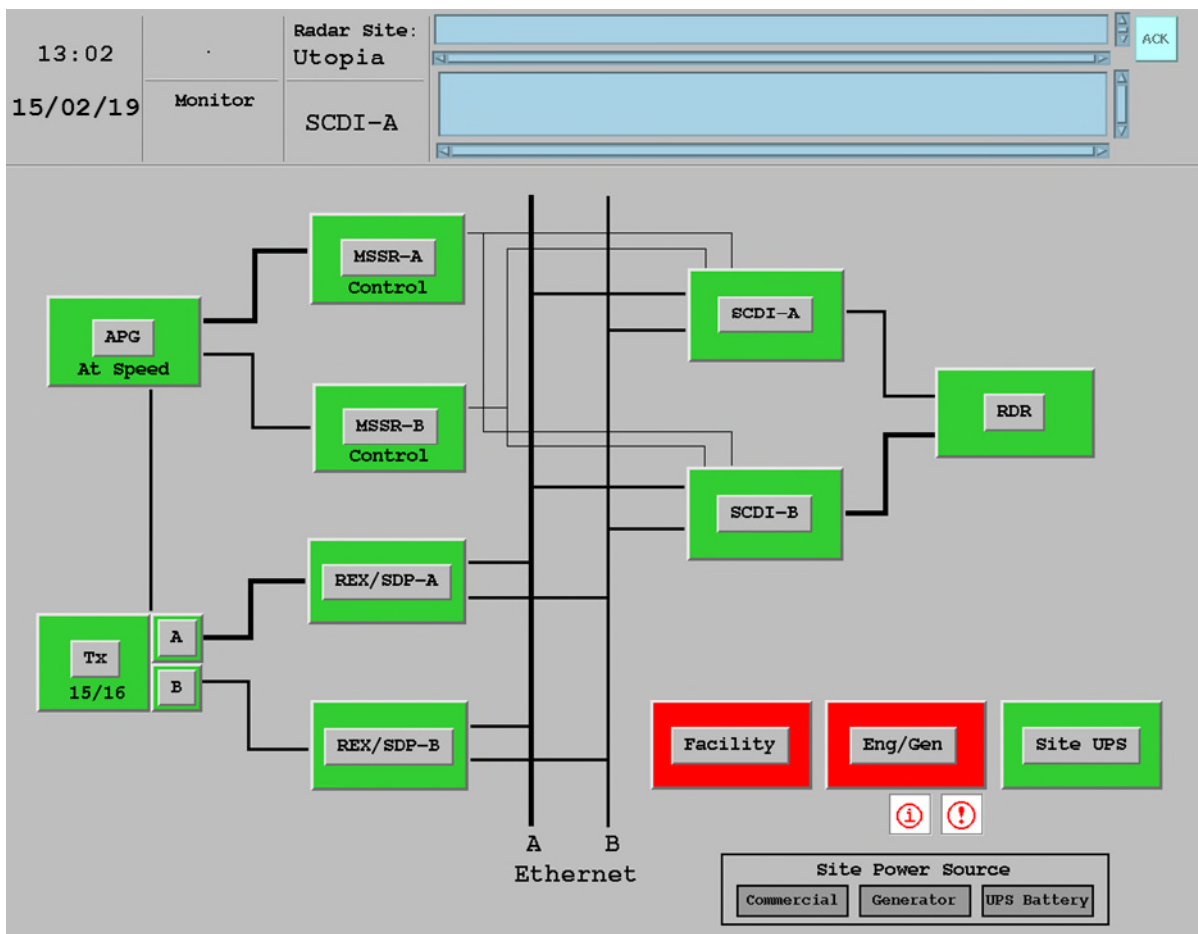 13:02
15/02/19
Monitor
Radar Site:
Utopia
SCDI-A
ACK
MSSR-A
Control
APG
At Speed
MSSR-B
Control
SCDI-A
RDR
SCDI-B
REX/SDP-A
Tx
15/16
A
B
REX/SDP-B
Facility
Eng/Gen
Site UPS
A B
Ethernet
Site Power Source
Commercial Generator UPS Battery